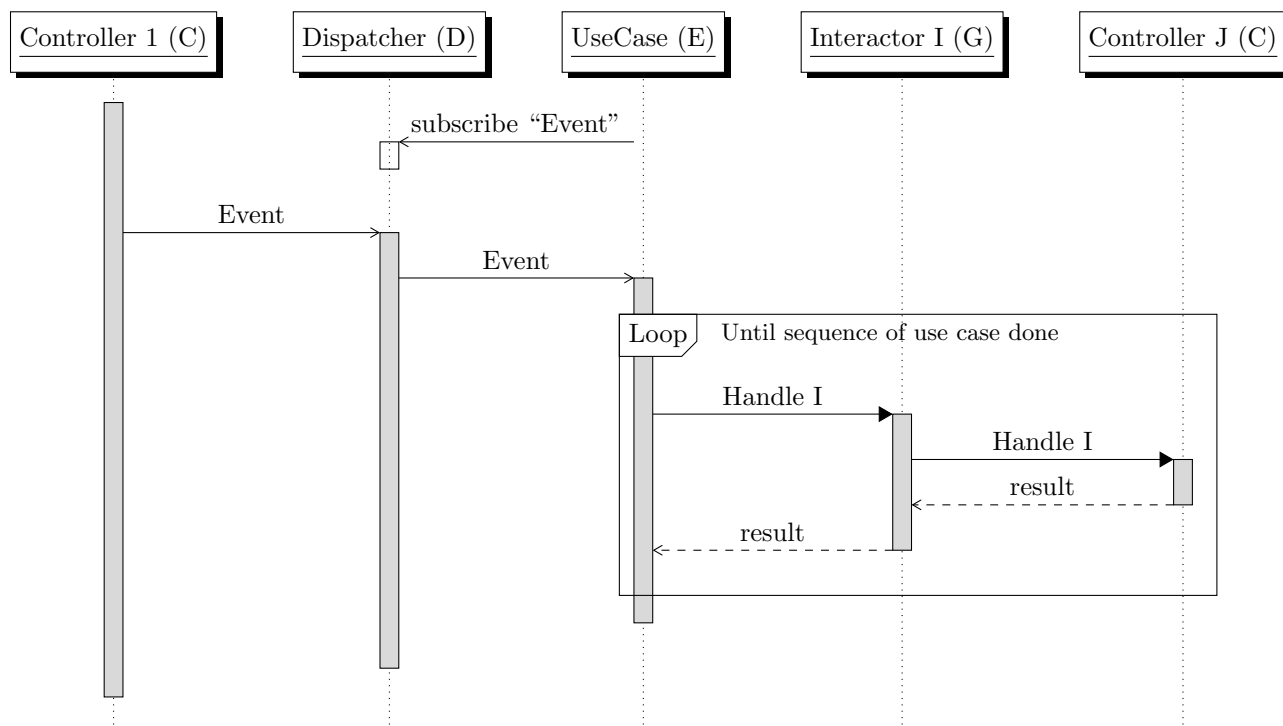 Controller 1 (C)
Dispatcher (D)
UseCase (E)
Interactor I (G)
Controller J (C)
subscribe “Event”
Event
Event
Loop
Until sequence of use case done
Handle I
Handle I
result
result